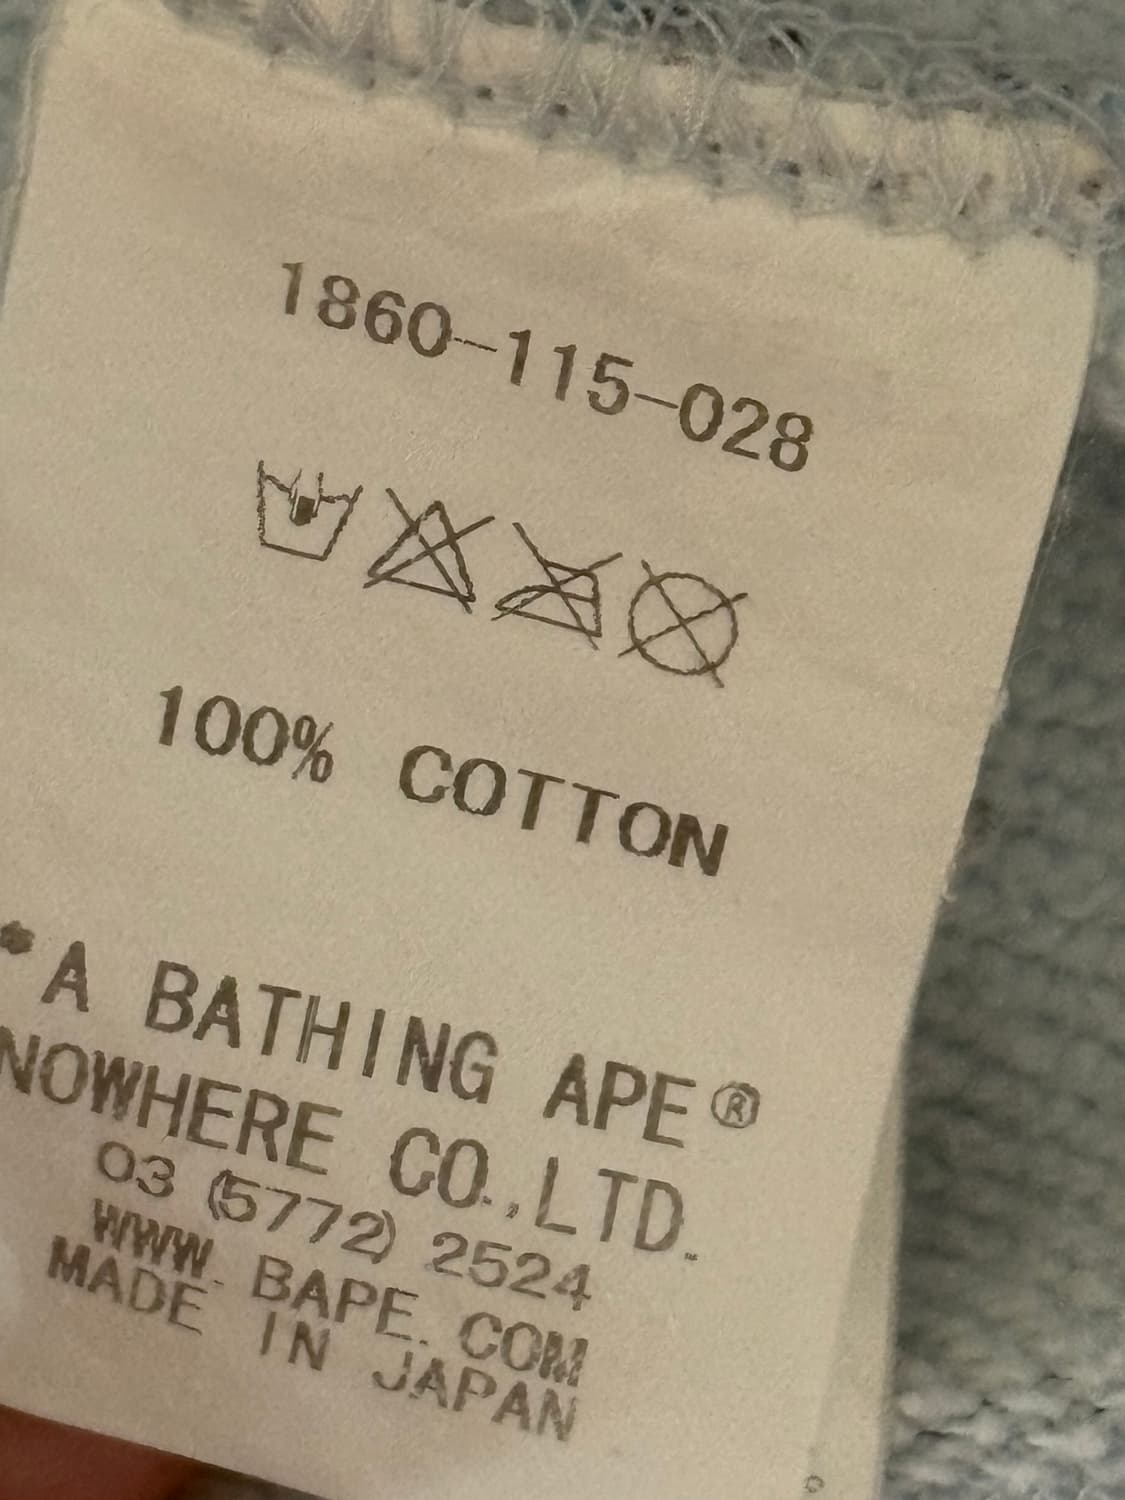 1860-115-028
100% COTTON
*A BATHING APE®
NOWHERE CO.,LTD.
03 (5772) 2524
WWW. BAPE. COM
MADE IN JAPAN